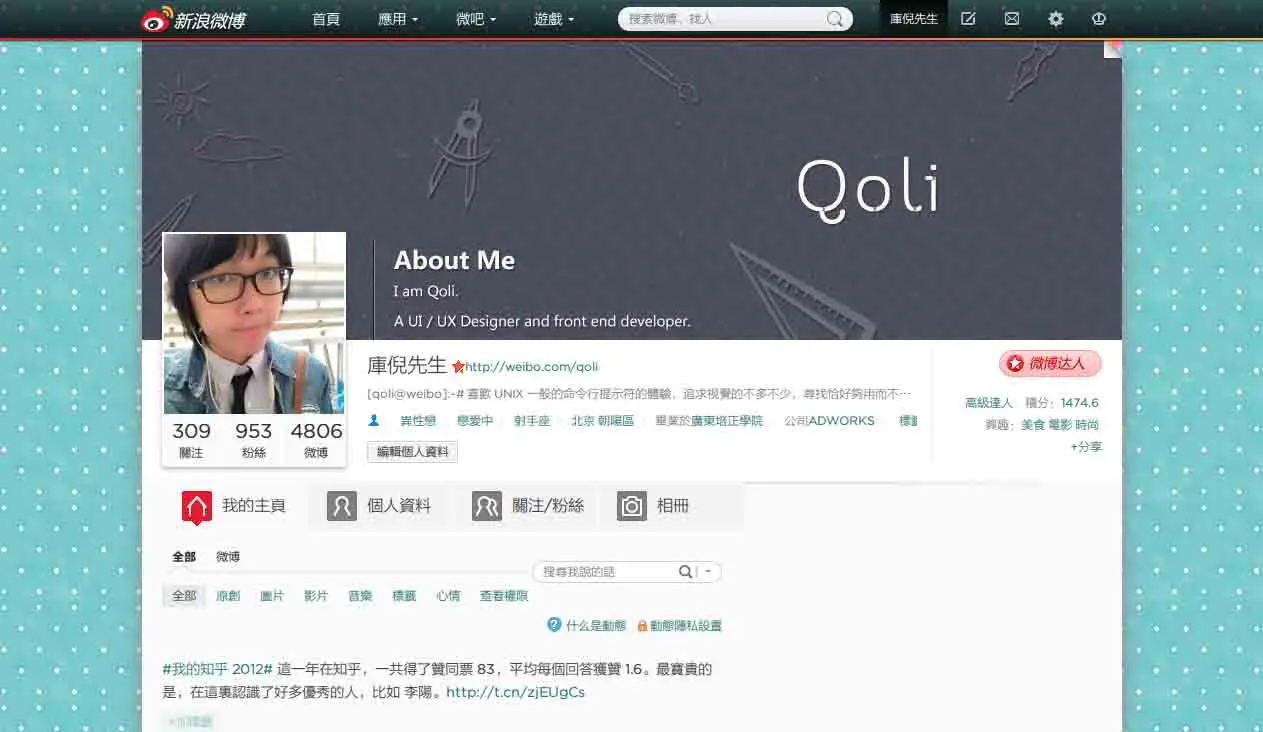 新浪微博 首頁 應用 微吧 遊戲 搜索微博、找人 庫倪先生
Qoli
About Me
I am Qoli.
A UI / UX Designer and front end developer.
庫倪先生 http://weibo.com/qoli
微博达人
[qoli@weibo]:~# 喜歡 UNIX 一般的命令行提示符的體驗，追求視覺的不多不少，尋找恰好夠用而不…
高級達人 積分：1474.6
異性戀 戀愛中 射手座 北京 朝陽區 畢業於廣東培正學院 公司ADWORKS 標籤
興趣：美食 電影 時尚
+分享
309 953 4806
關注 粉絲 微博
編輯個人資料
我的主頁 個人資料 關注/粉絲 相冊
全部 微博
搜尋我說的話
全部 原創 圖片 影片 音樂 標籤 心情 查看權限
什么是動態 動態隱私設置
#我的知乎 2012# 這一年在知乎，一共得了贊同票 83，平均每個回答獲贊 1.6。最寶貴的
是，在這裏認識了好多優秀的人，比如 李陽。http://t.cn/zjEUgCs
+加標籤